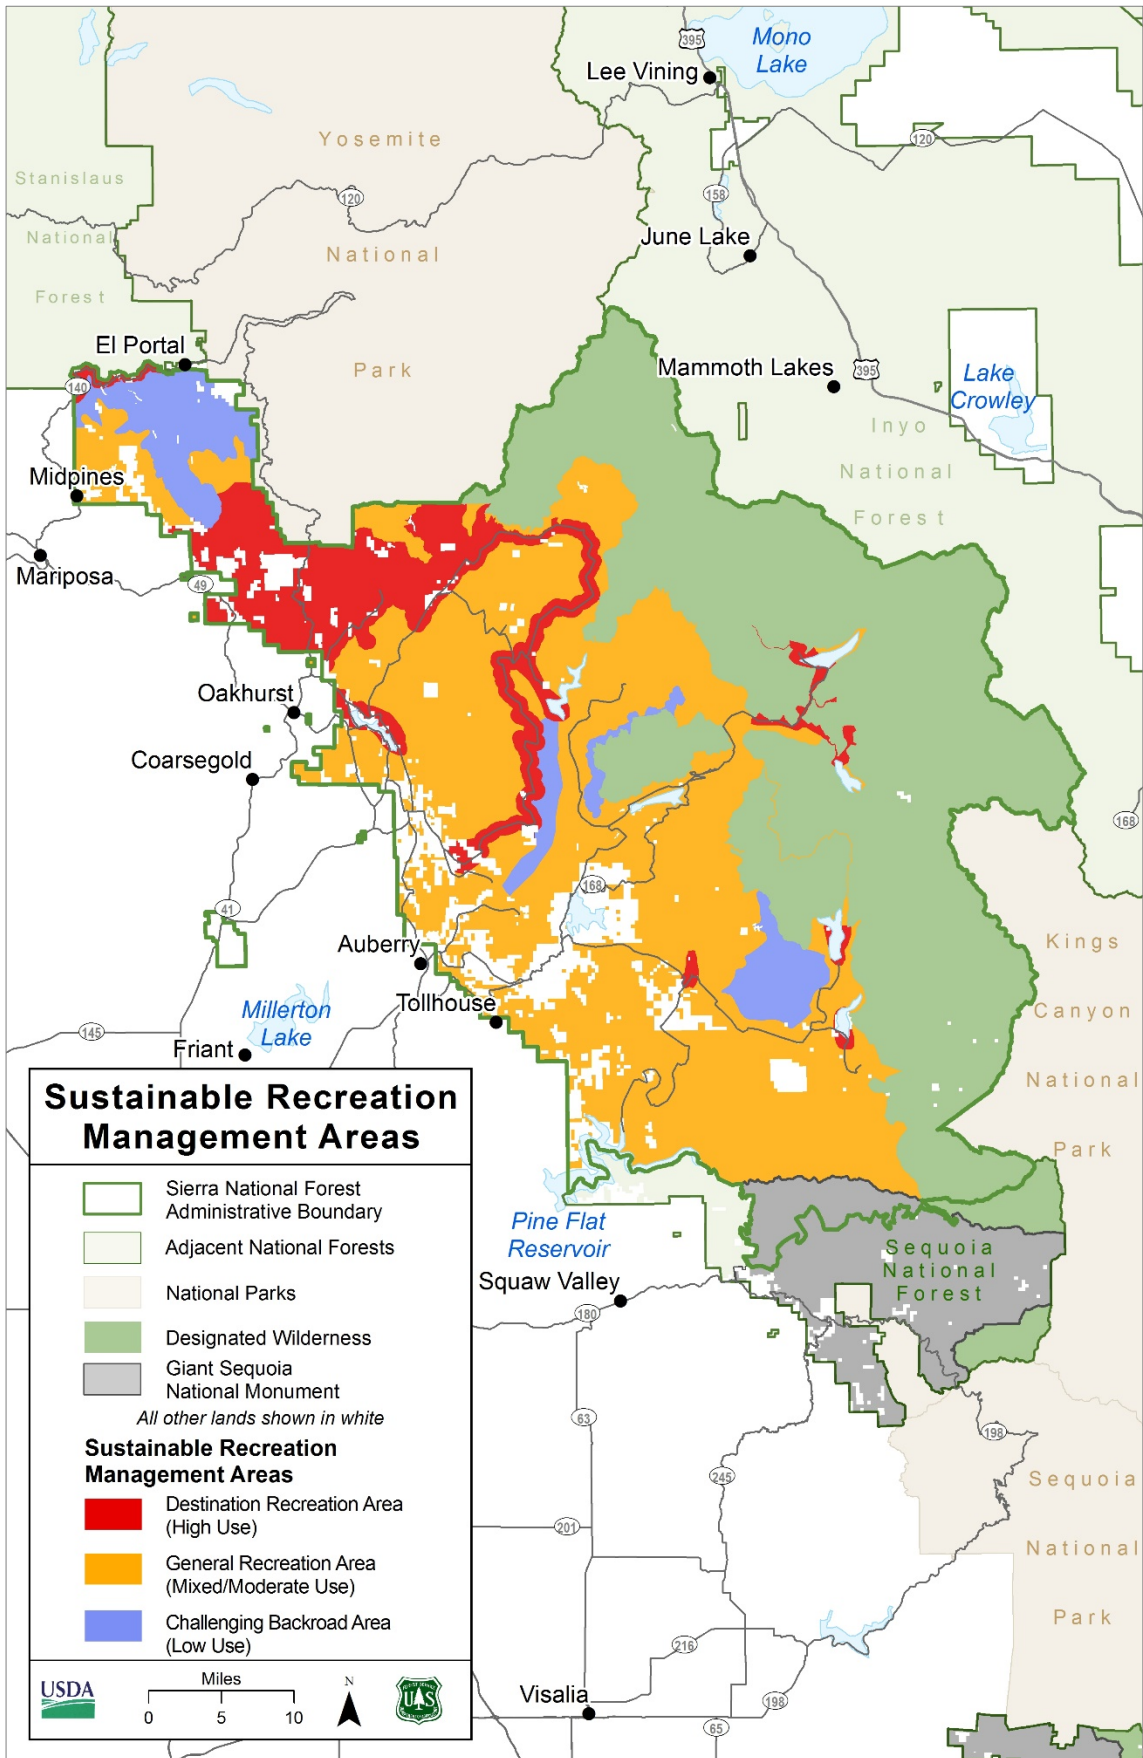 395
Mono
Lake
Lee Vining
Yosemite
120
Stanislaus
120
158
National
June Lake
National
Forest
El Portal
Park
Mammoth Lakes
395
Lake
Crowley
140
Inyo
National
Midpines
Forest
Mariposa
49
Oakhurst
Coarsegold
168
168
41
Auberry
Kings
Tollhouse
Millerton
Lake
Canyon
145
Friant
National
Park
Sustainable Recreation
Management Areas
Sierra National Forest
Administrative Boundary
Adjacent National Forests
National Parks
Designated Wilderness
Giant Sequoia
National Monument
All other lands shown in white
Sustainable Recreation
Management Areas
Destination Recreation Area
(High Use)
General Recreation Area
(Mixed/Moderate Use)
Challenging Backroad Area
(Low Use)
USDA
Miles
0 5 10
N
FOREST SERVICE
U S
Pine Flat
Reservoir
Sequoia
National
Forest
Squaw Valley
180
63
198
245
Sequoia
201
National
Park
216
Visalia
198
65